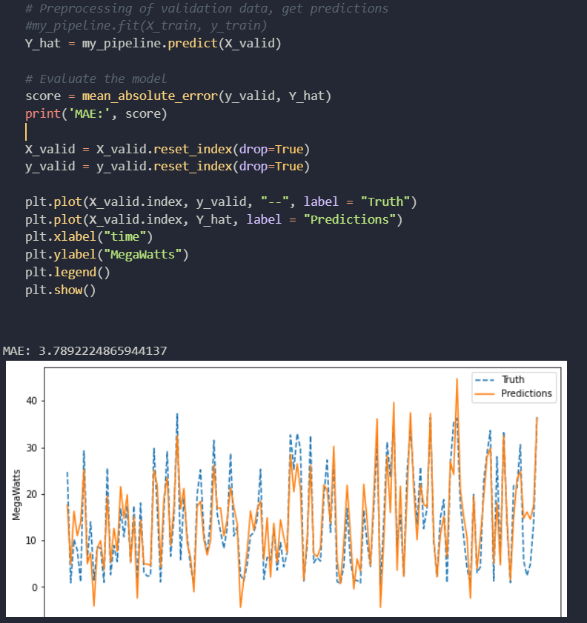 # Preprocessing of validation data, get predictions
#my_pipeline.fit(X_train, y_train)
Y_hat = my_pipeline.predict(X_valid)
# Evaluate the model
score = mean_absolute_error(y_valid, Y_hat)
print('MAE:', score)
X_valid = X_valid.reset_index(drop=True)
y_valid = y_valid.reset_index(drop=True)
plt.plot(X_valid.index, y_valid, "--", label = "Truth")
plt.plot(X_valid.index, Y_hat, label = "Predictions")
plt.xlabel("time")
plt.ylabel("MegaWatts")
plt.legend()
plt.show()
MAE: 3.7892224865944137
Truth
Predictions
40
30
20
10
0
MegaWatts